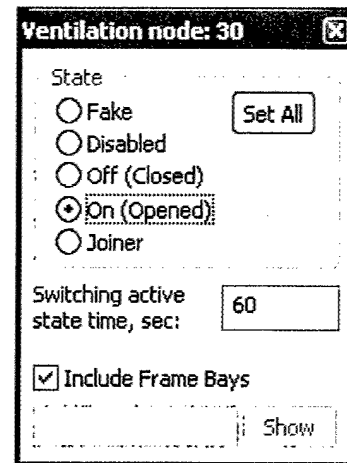 Ventilation node: 30
State
Fake
Set All
Disabled
Off (Closed)
On (Opened)
Joiner
Switching active
state time, sec:
60
Include Frame Bays
Show